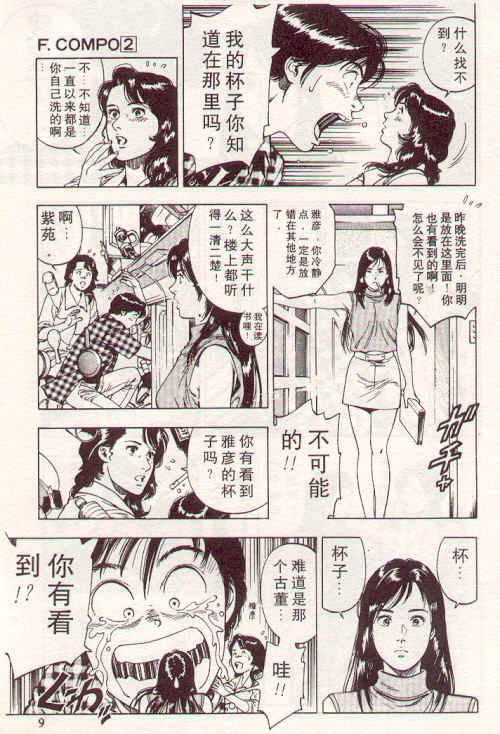 F. COMPO 2
什么找不
到？
我的杯子你知
道在那里吗？
不…不知道…
一直以来都是
你自己洗的啊
昨晚洗完后，明明
是放在这里面！
也有看到的啊！
怎么会不见了呢？
雅彦，你冷静
点，一定是放
错在其他地方
了．
不可能
的!!
ガチャ
这么大声干什
么？楼上都听
得一清二楚！
我在读
书哩！
啊…
紫苑．
你有看到
雅彦的杯
子吗？
杯…
杯子…
难道是那
个古董…
哇!!
雅彦
你有看
到!?
9